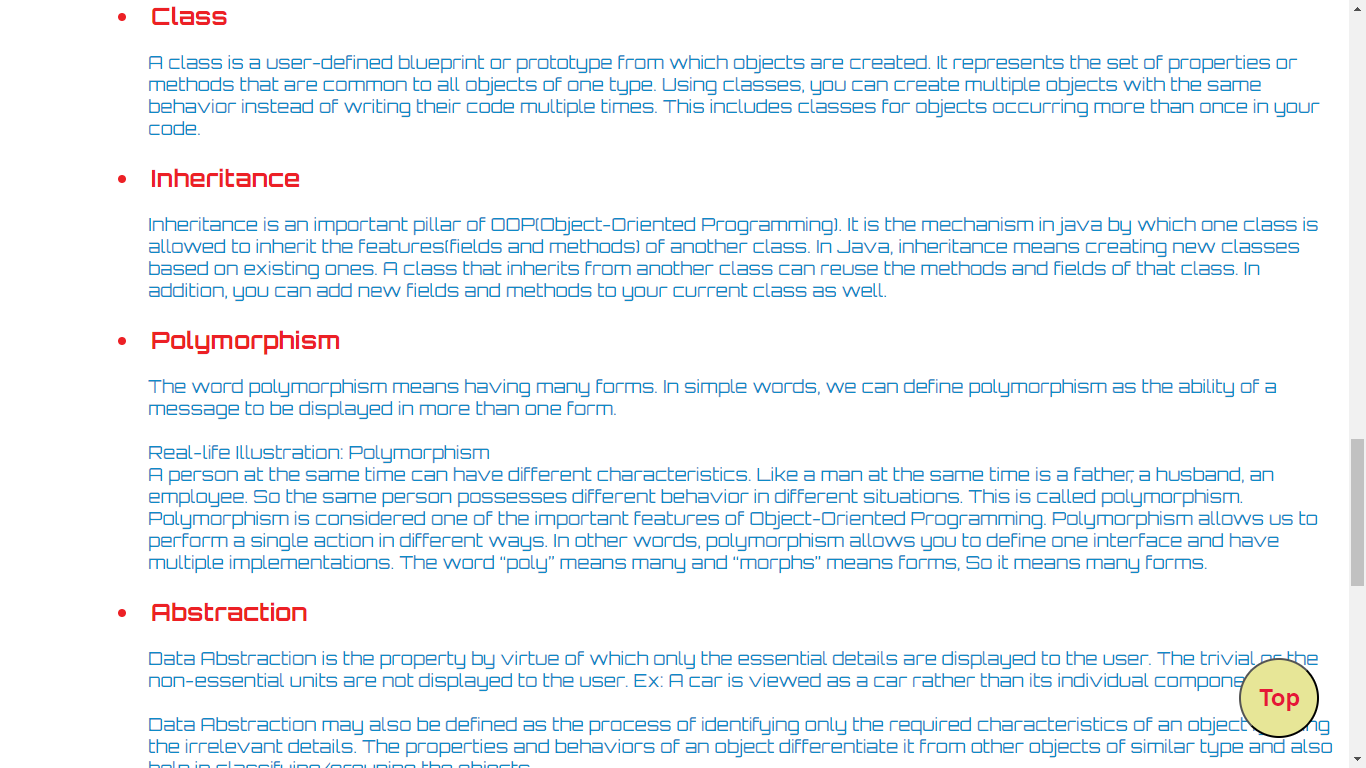 Class
A class is a user-defined blueprint or prototype from which objects are created. It represents the set of properties or
methods that are common to all objects of one type. Using classes, you can create multiple objects with the same
behavior instead of writing their code multiple times. This includes classes for objects occurring more than once in your
code.
Inheritance
Inheritance is an important pillar of OOP(Object-Oriented Programming). It is the mechanism in java by which one class is
allowed to inherit the features(fields and methods) of another class. In Java, inheritance means creating new classes
based on existing ones. A class that inherits from another class can reuse the methods and fields of that class. In
addition, you can add new fields and methods to your current class as well.
Polymorphism
The word polymorphism means having many forms. In simple words, we can define polymorphism as the ability of a
message to be displayed in more than one form.
Real-life Illustration: Polymorphism
A person at the same time can have different characteristics. Like a man at the same time is a father, a husband, an
employee. So the same person possesses different behavior in different situations. This is called polymorphism.
Polymorphism is considered one of the important features of Object-Oriented Programming. Polymorphism allows us to
perform a single action in different ways. In other words, polymorphism allows you to define one interface and have
multiple implementations. The word “poly” means many and “morphs” means forms, So it means many forms.
Abstraction
Data Abstraction is the property by virtue of which only the essential details are displayed to the user. The trivial or the
non-essential units are not displayed to the user. Ex: A car is viewed as a car rather than its individual
Top
Data Abstraction may also be defined as the process of identifying only the required characteristics of an object
the irrelevant details. The properties and behaviors of an object differentiate it from other objects of similar type and also
help in classifying/grouping the objects.